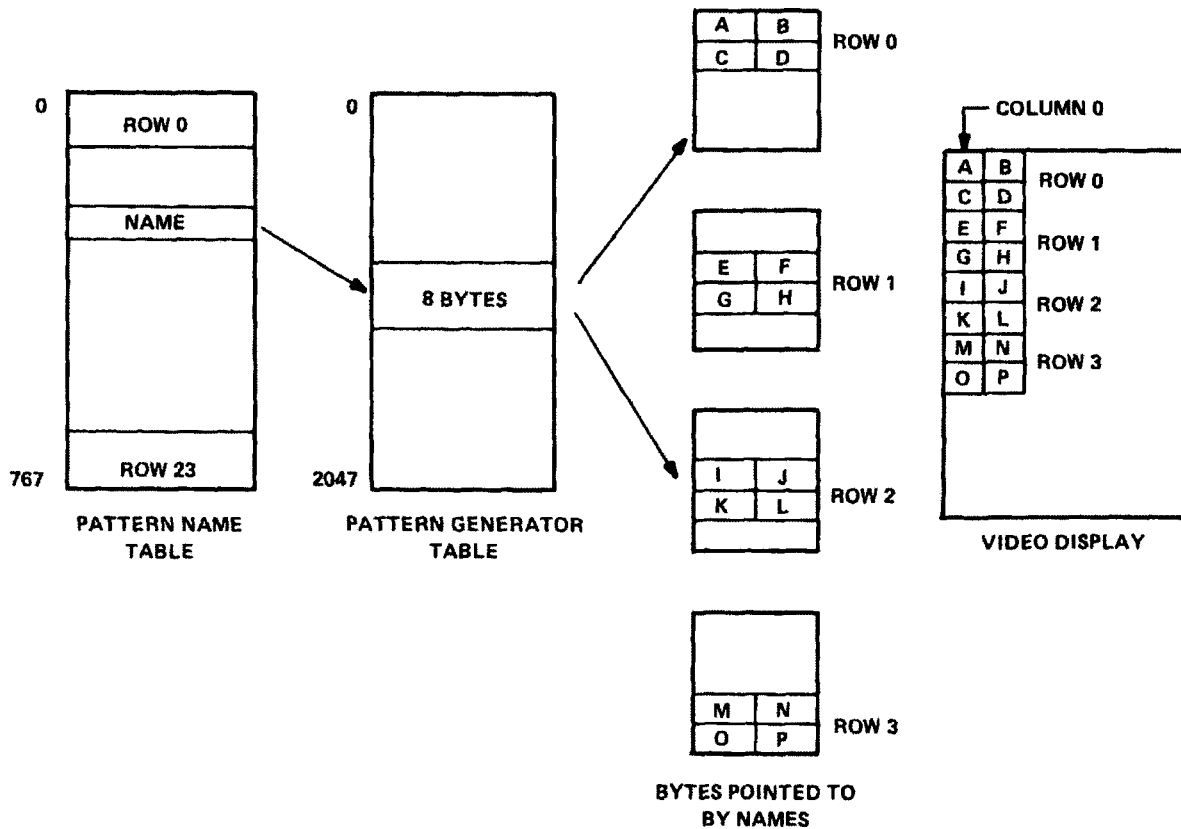 0
ROW 0
NAME
767
ROW 23
PATTERN NAME
TABLE
0
8 BYTES
2047
PATTERN GENERATOR
TABLE
A B
C D
ROW 0
E F
G H
ROW 1
I J
K L
ROW 2
M N
O P
ROW 3
BYTES POINTED TO
BY NAMES
COLUMN 0
A B
C D
ROW 0
E F
G H
ROW 1
I J
K L
ROW 2
M N
O P
ROW 3
VIDEO DISPLAY